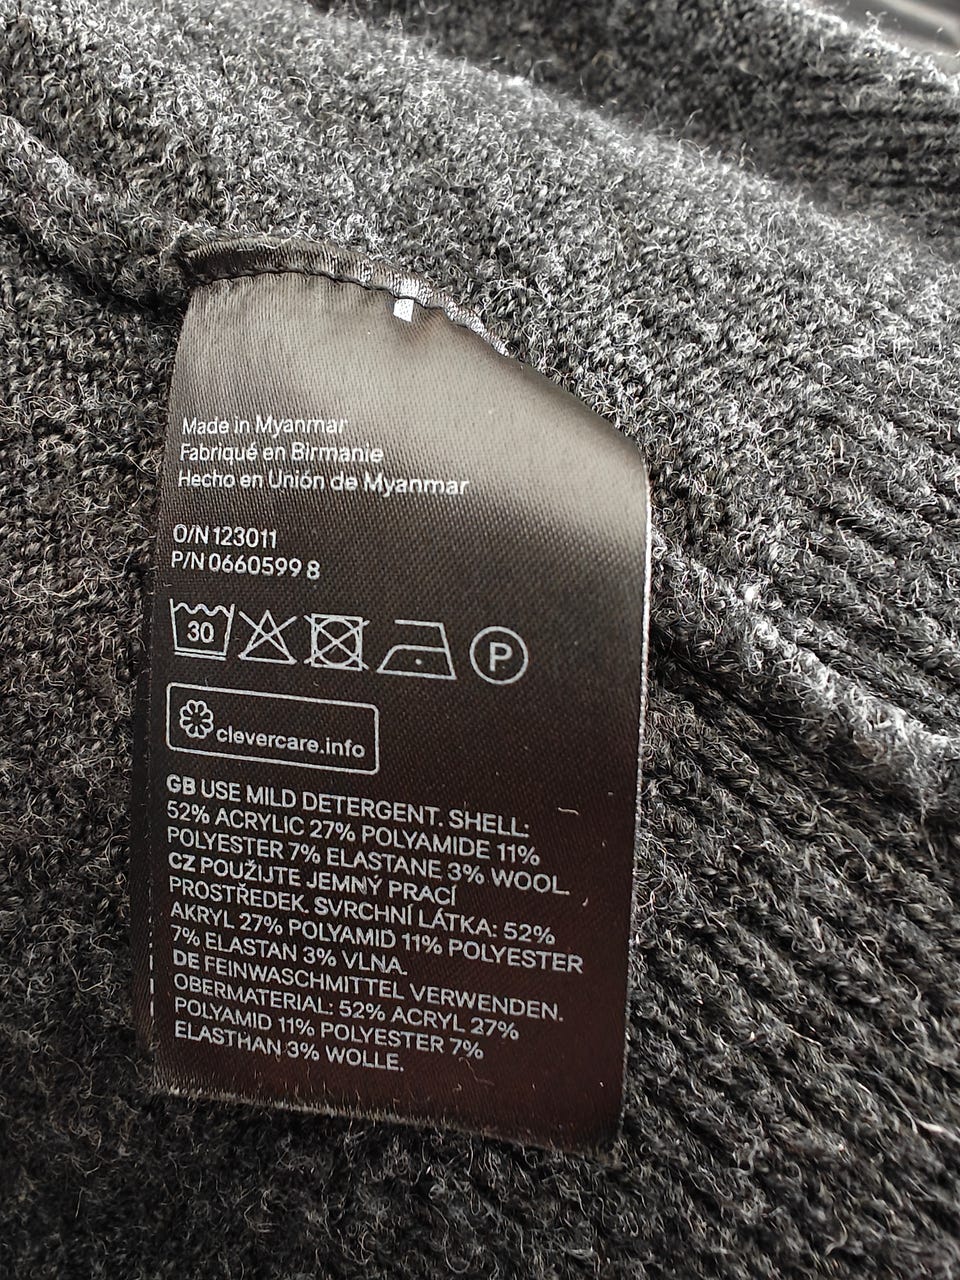 Made in Myanmar
Fabriqué en Birmanie
Hecho en Unión de Myanmar
O/N 123011
P/N 0660599 8
30
P
clevercare.info
GB USE MILD DETERGENT. SHELL:
52% ACRYLIC 27% POLYAMIDE 11%
POLYESTER 7% ELASTANE 3% WOOL.
CZ POUŽIJTE JEMNÝ PRACÍ
PROSTŘEDEK. SVRCHNÍ LÁTKA: 52%
AKRYL 27% POLYAMID 11% POLYESTER
7% ELASTAN 3% VLNA.
DE FEINWASCHMITTEL VERWENDEN.
OBERMATERIAL: 52% ACRYL 27%
POLYAMID 11% POLYESTER 7%
ELASTHAN 3% WOLLE.